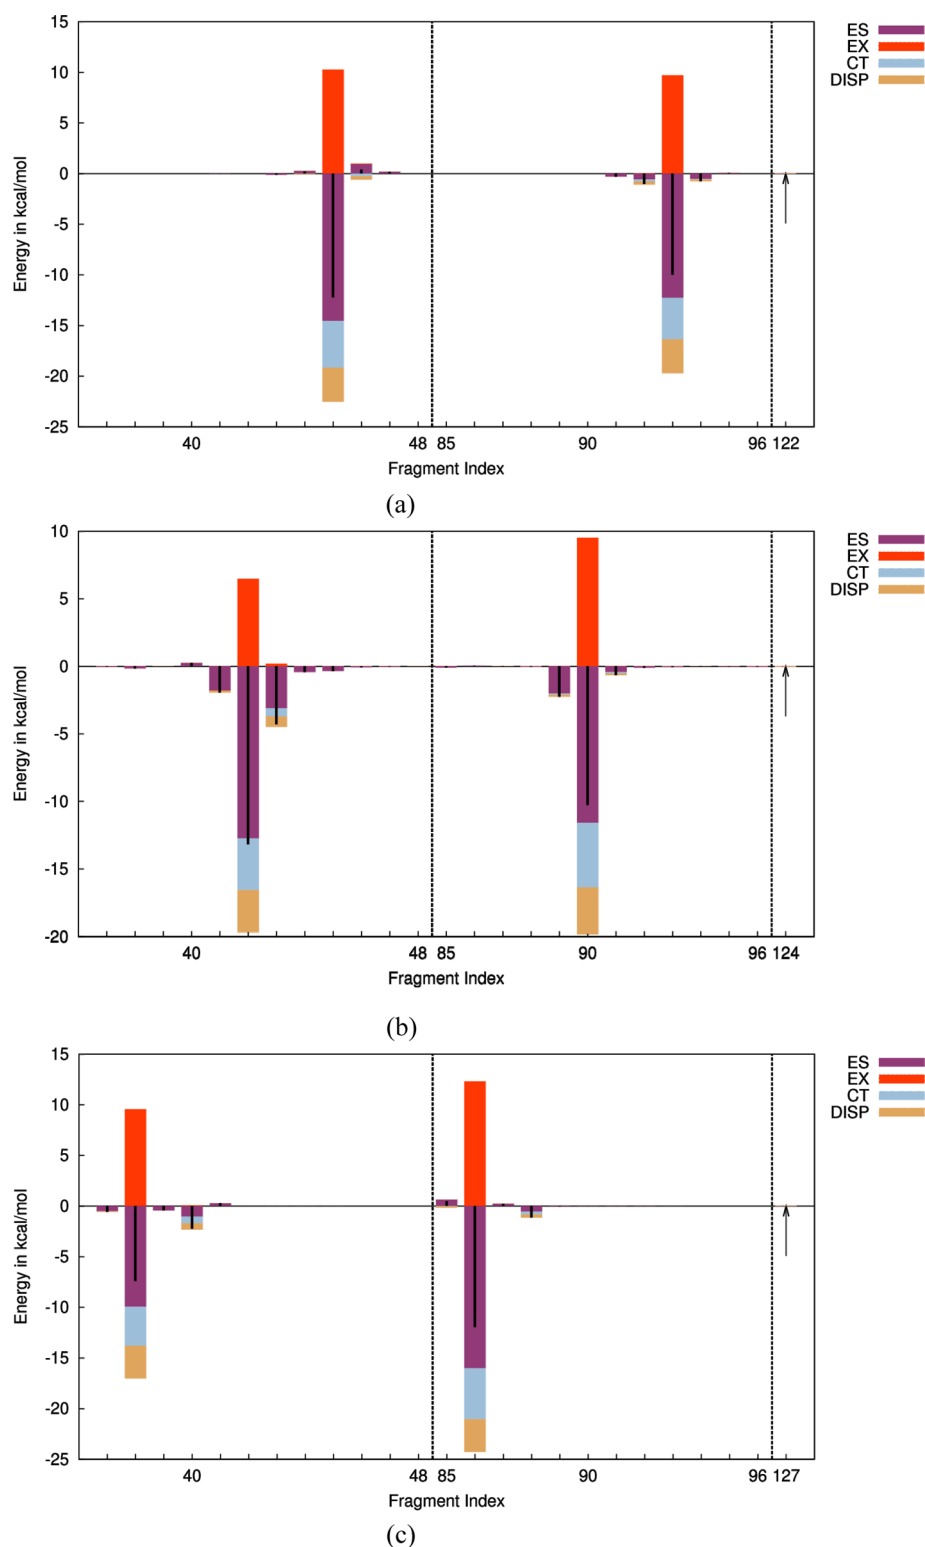 15
10
5
0
-5
-10
-15
-20
-25
Energy in kcal/mol
ES
EX
CT
DISP
40 48 85 90 96 122
Fragment Index
(a)
10
5
0
-5
-10
-15
-20
Energy in kcal/mol
ES
EX
CT
DISP
40 48 85 90 96 124
Fragment Index
(b)
15
10
5
0
-5
-10
-15
-20
-25
Energy in kcal/mol
ES
EX
CT
DISP
40 48 85 90 96 127
Fragment Index
(c)